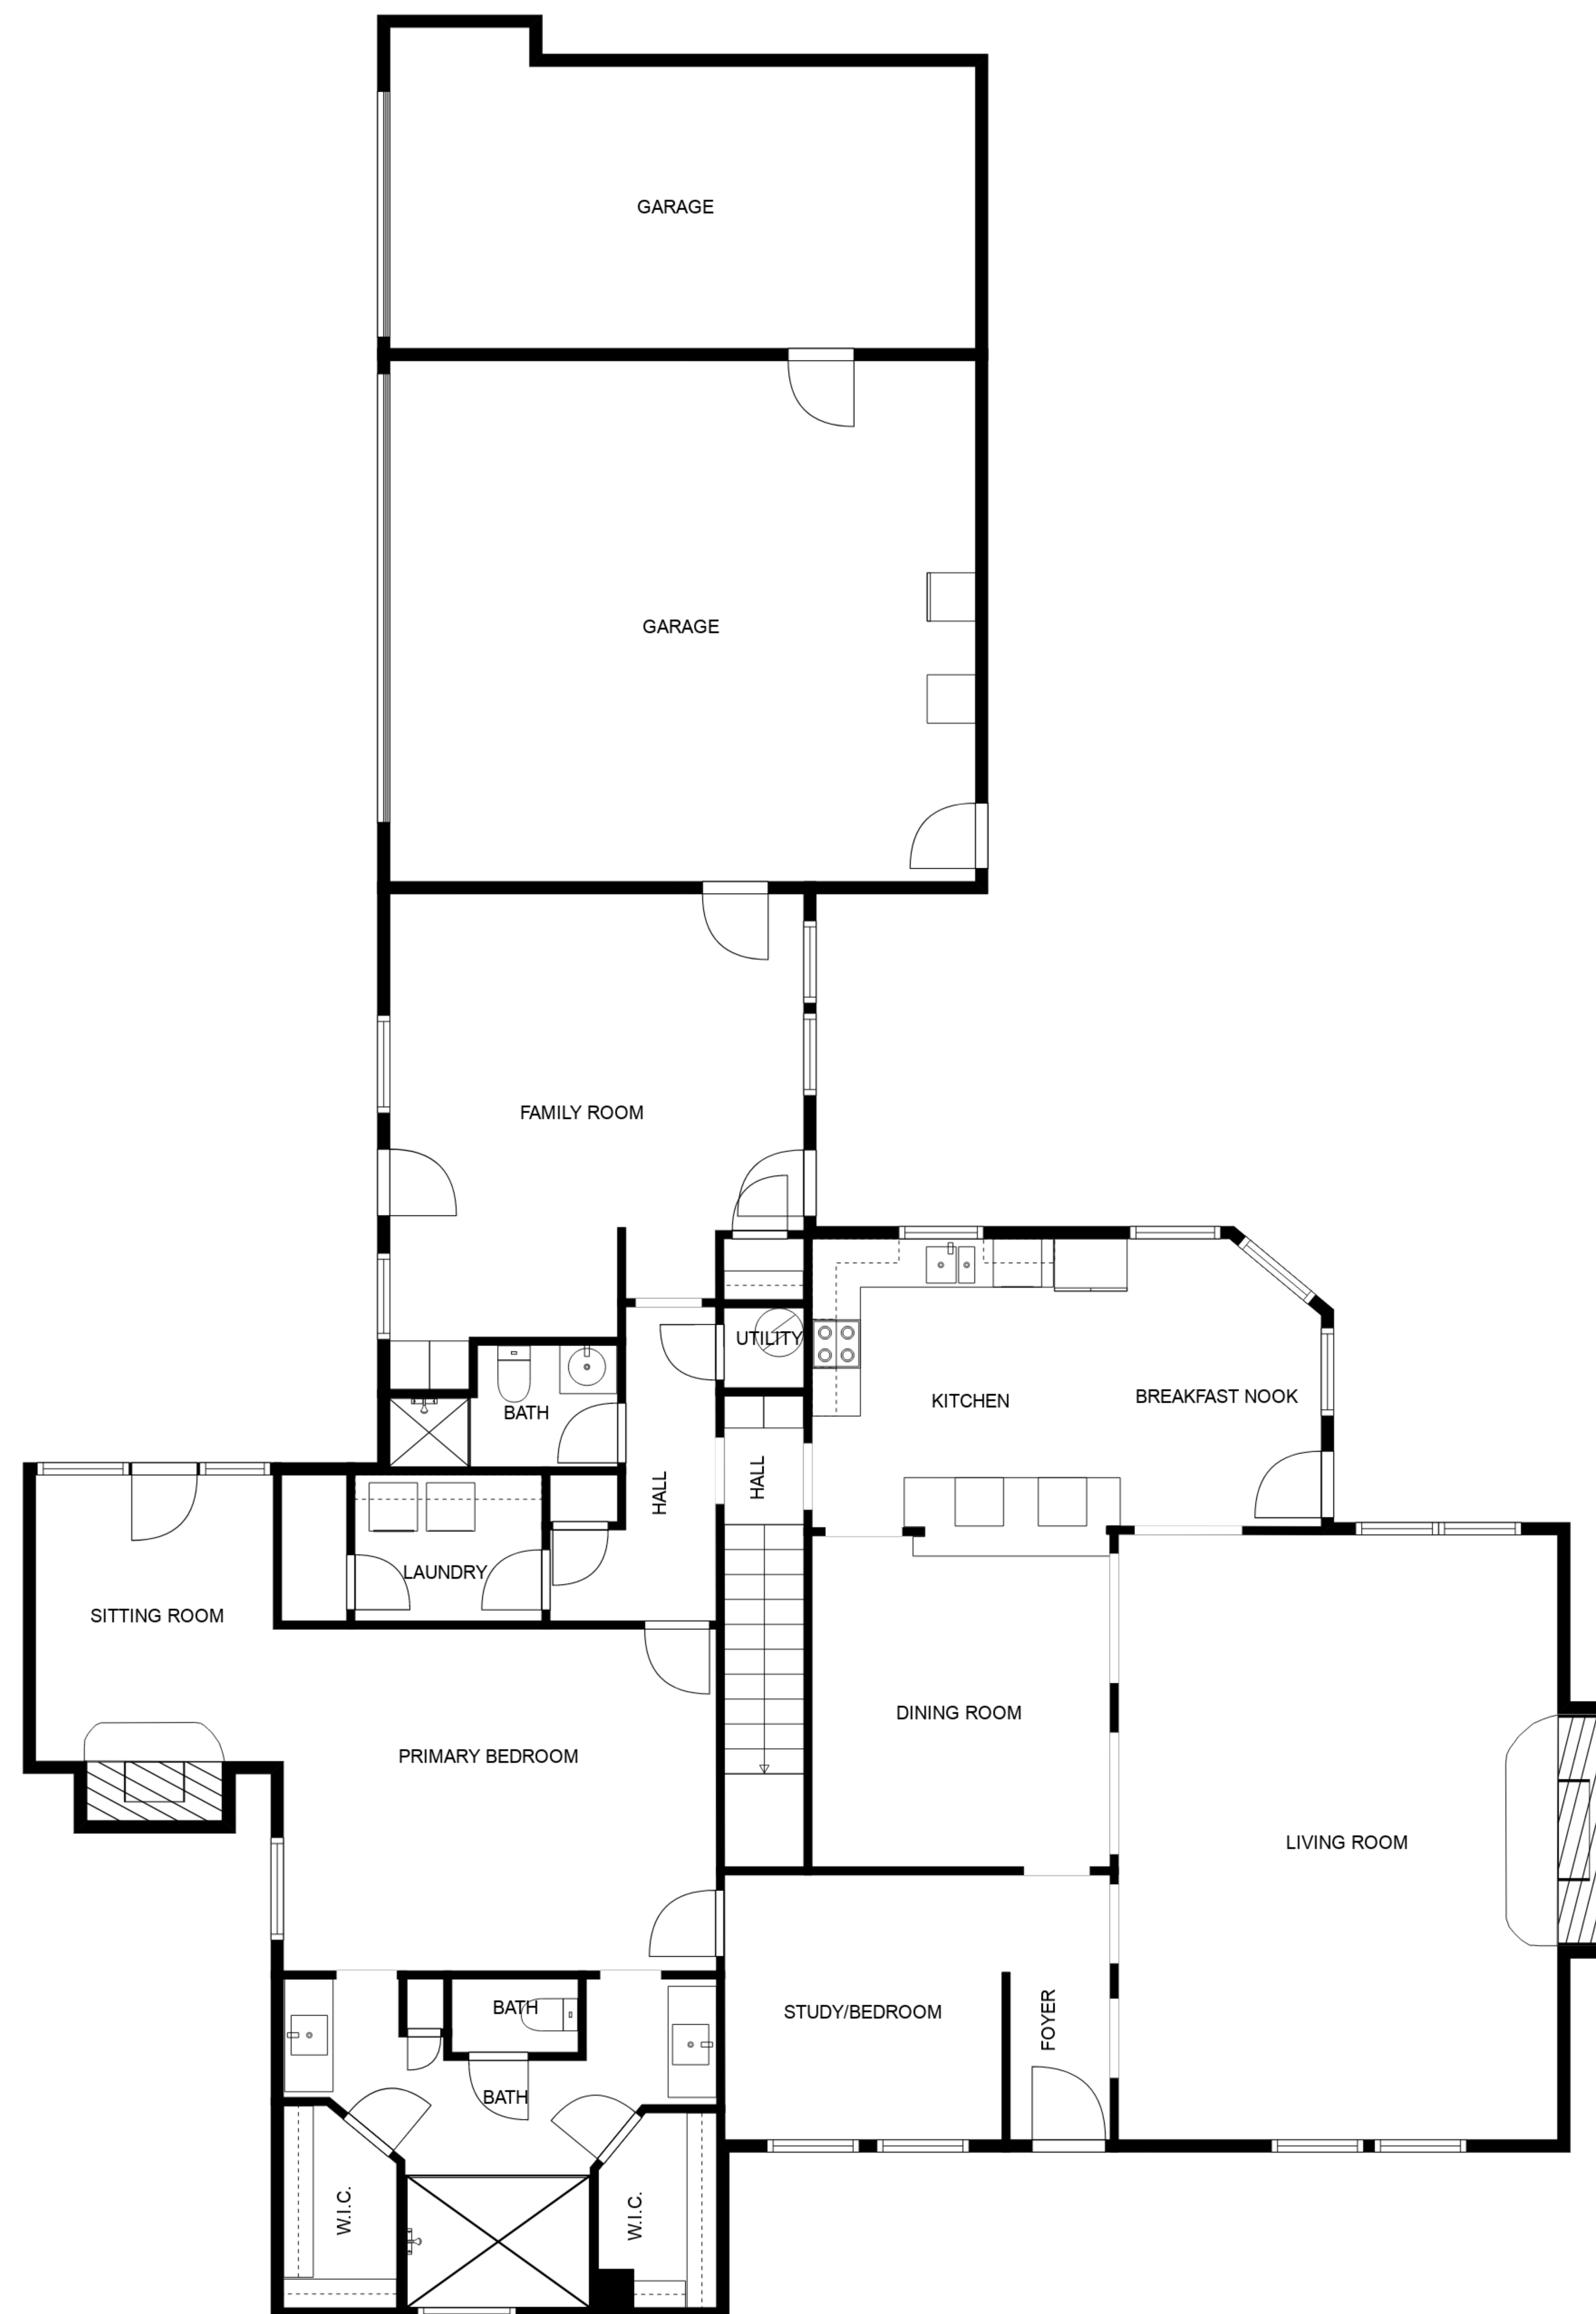 GARAGE
GARAGE
FAMILY ROOM
UTILITY
BATH
KITCHEN
BREAKFAST NOOK
HALL
HALL
LAUNDRY
SITTING ROOM
DINING ROOM
PRIMARY BEDROOM
LIVING ROOM
BATH
STUDY/BEDROOM
FOYER
BATH
W.I.C.
W.I.C.